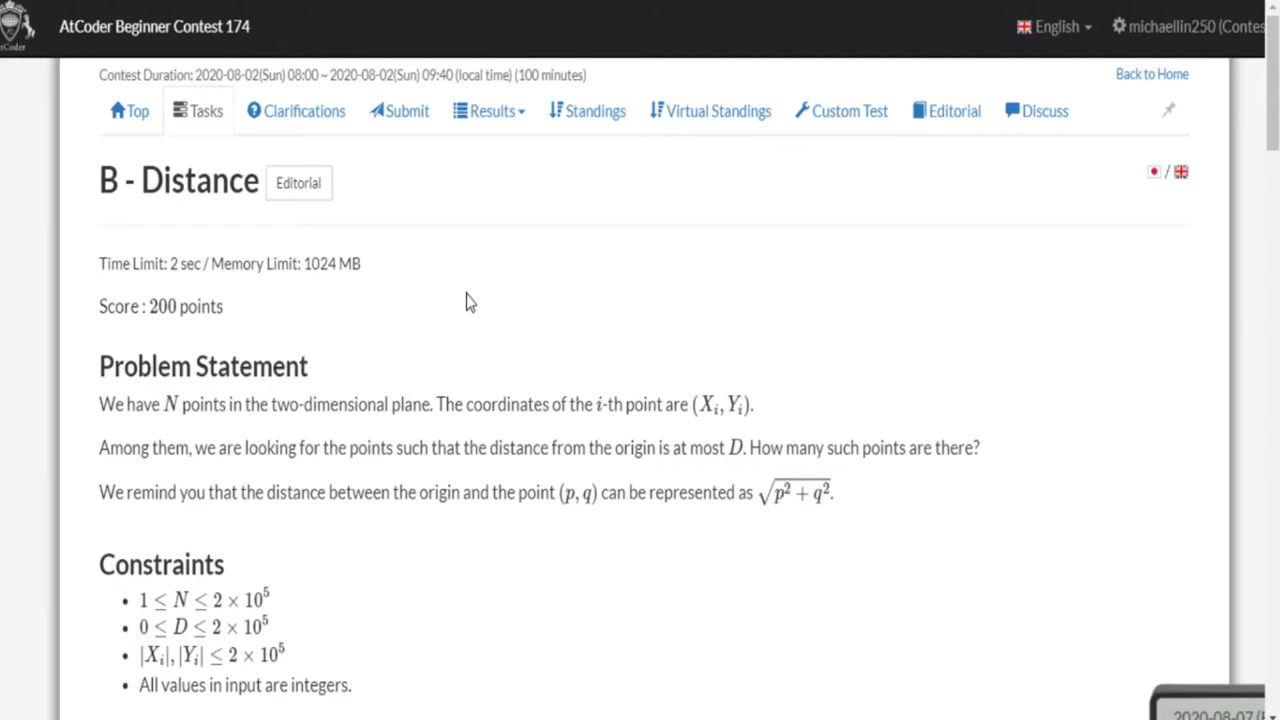 AtCoder Beginner Contest 174
English
michaellin250 (Contes
Contest Duration: 2020-08-02(Sun) 08:00 ~ 2020-08-02(Sun) 09:40 (local time) (100 minutes)
Back to Home
Top Tasks Clarifications Submit Results Standings Virtual Standings Custom Test Editorial Discuss
B - Distance Editorial
/
Time Limit: 2 sec / Memory Limit: 1024 MB
Score : 200 points
Problem Statement
We have N points in the two-dimensional plane. The coordinates of the i-th point are (Xᵢ, Yᵢ).
Among them, we are looking for the points such that the distance from the origin is at most D. How many such points are there?
We remind you that the distance between the origin and the point (p, q) can be represented as √(p² + q²).
Constraints
• 1 ≤ N ≤ 2 × 10⁵
• 0 ≤ D ≤ 2 × 10⁵
• |Xᵢ|, |Yᵢ| ≤ 2 × 10⁵
• All values in input are integers.